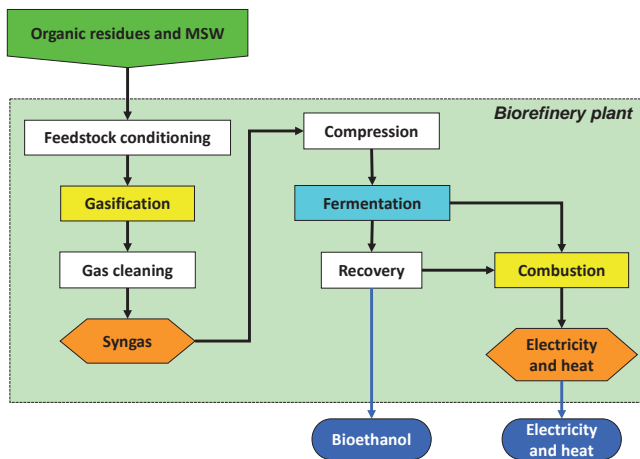 Organic residues and MSW
Biorefinery plant
Feedstock conditioning
Compression
Gasification
Fermentation
Gas cleaning
Recovery
Combustion
Syngas
Electricity
and heat
Bioethanol
Electricity
and heat